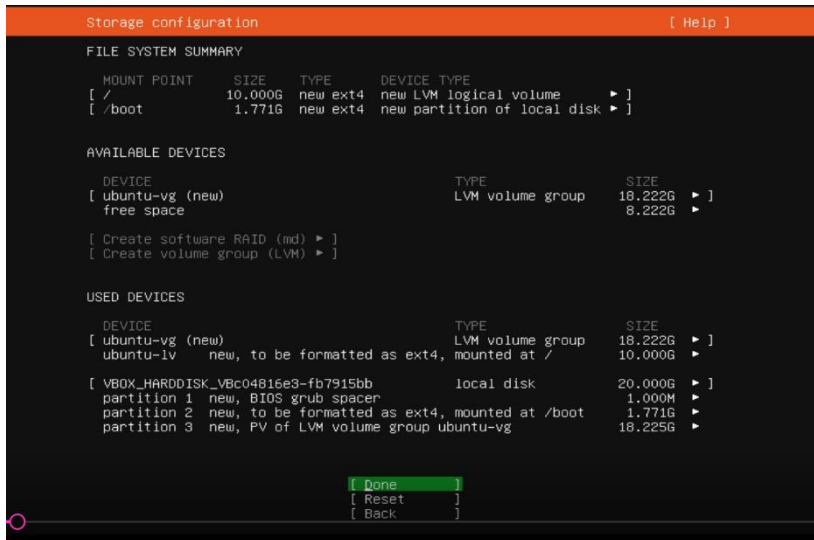 Storage configuration [ Help ]
FILE SYSTEM SUMMARY
MOUNT POINT SIZE TYPE DEVICE TYPE
[ / 10.000G new ext4 new LVM logical volume ▸ ]
[ /boot 1.771G new ext4 new partition of local disk ▸ ]
AVAILABLE DEVICES
DEVICE TYPE SIZE
[ ubuntu-vg (new) LVM volume group 18.222G ▸ ]
free space 8.222G ▸
[ Create software RAID (md) ▸ ]
[ Create volume group (LVM) ▸ ]
USED DEVICES
DEVICE TYPE SIZE
[ ubuntu-vg (new) LVM volume group 18.222G ▸ ]
ubuntu-lv new, to be formatted as ext4, mounted at / 10.000G ▸
[ VBOX_HARDDISK_VBc04816e3-fb7915bb local disk 20.000G ▸ ]
partition 1 new, BIOS grub spacer 1.000M ▸
partition 2 new, to be formatted as ext4, mounted at /boot 1.771G ▸
partition 3 new, PV of LVM volume group ubuntu-vg 18.225G ▸
[ Done ]
[ Reset ]
[ Back ]